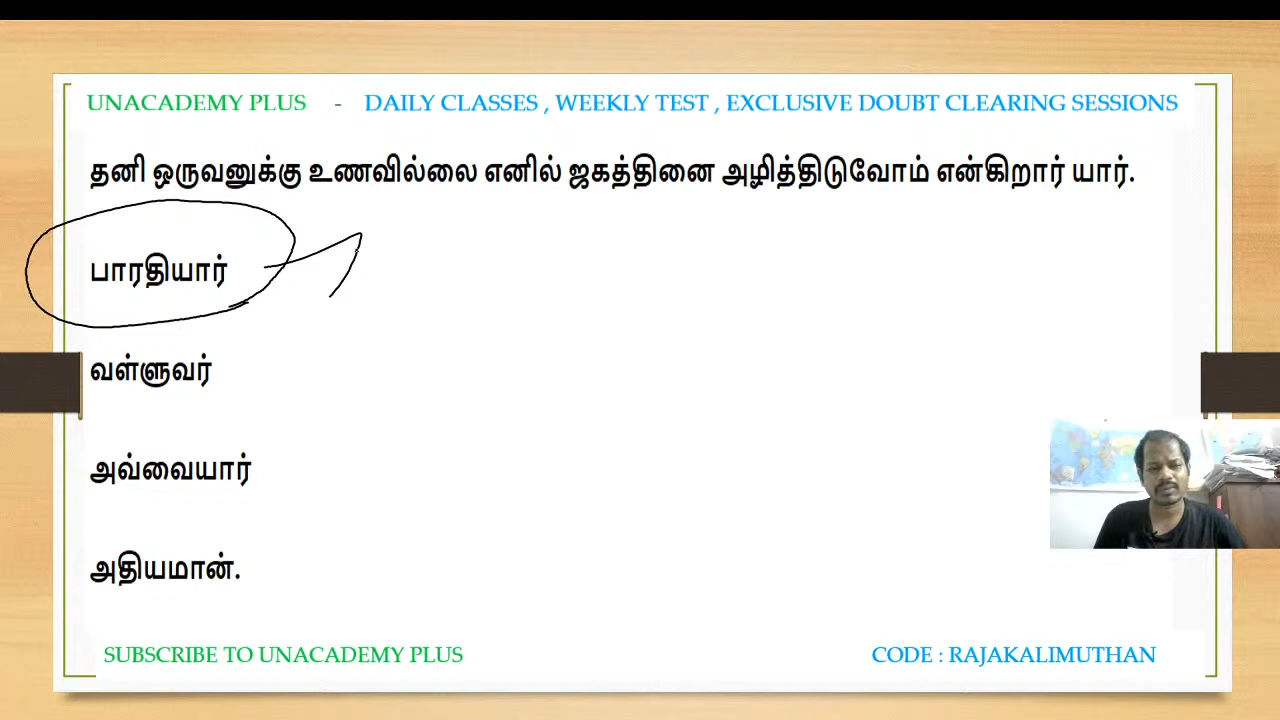 UNACADEMY PLUS - DAILY CLASSES , WEEKLY TEST , EXCLUSIVE DOUBT CLEARING SESSIONS
தனி ஒருவனுக்கு உணவில்லை எனில் ஜகத்தினை அழித்திடுவோம் என்கிறார் யார்.
பாரதியார்
வள்ளுவர்
அவ்வையார்
அதியமான்.
SUBSCRIBE TO UNACADEMY PLUS CODE : RAJAKALIMUTHAN